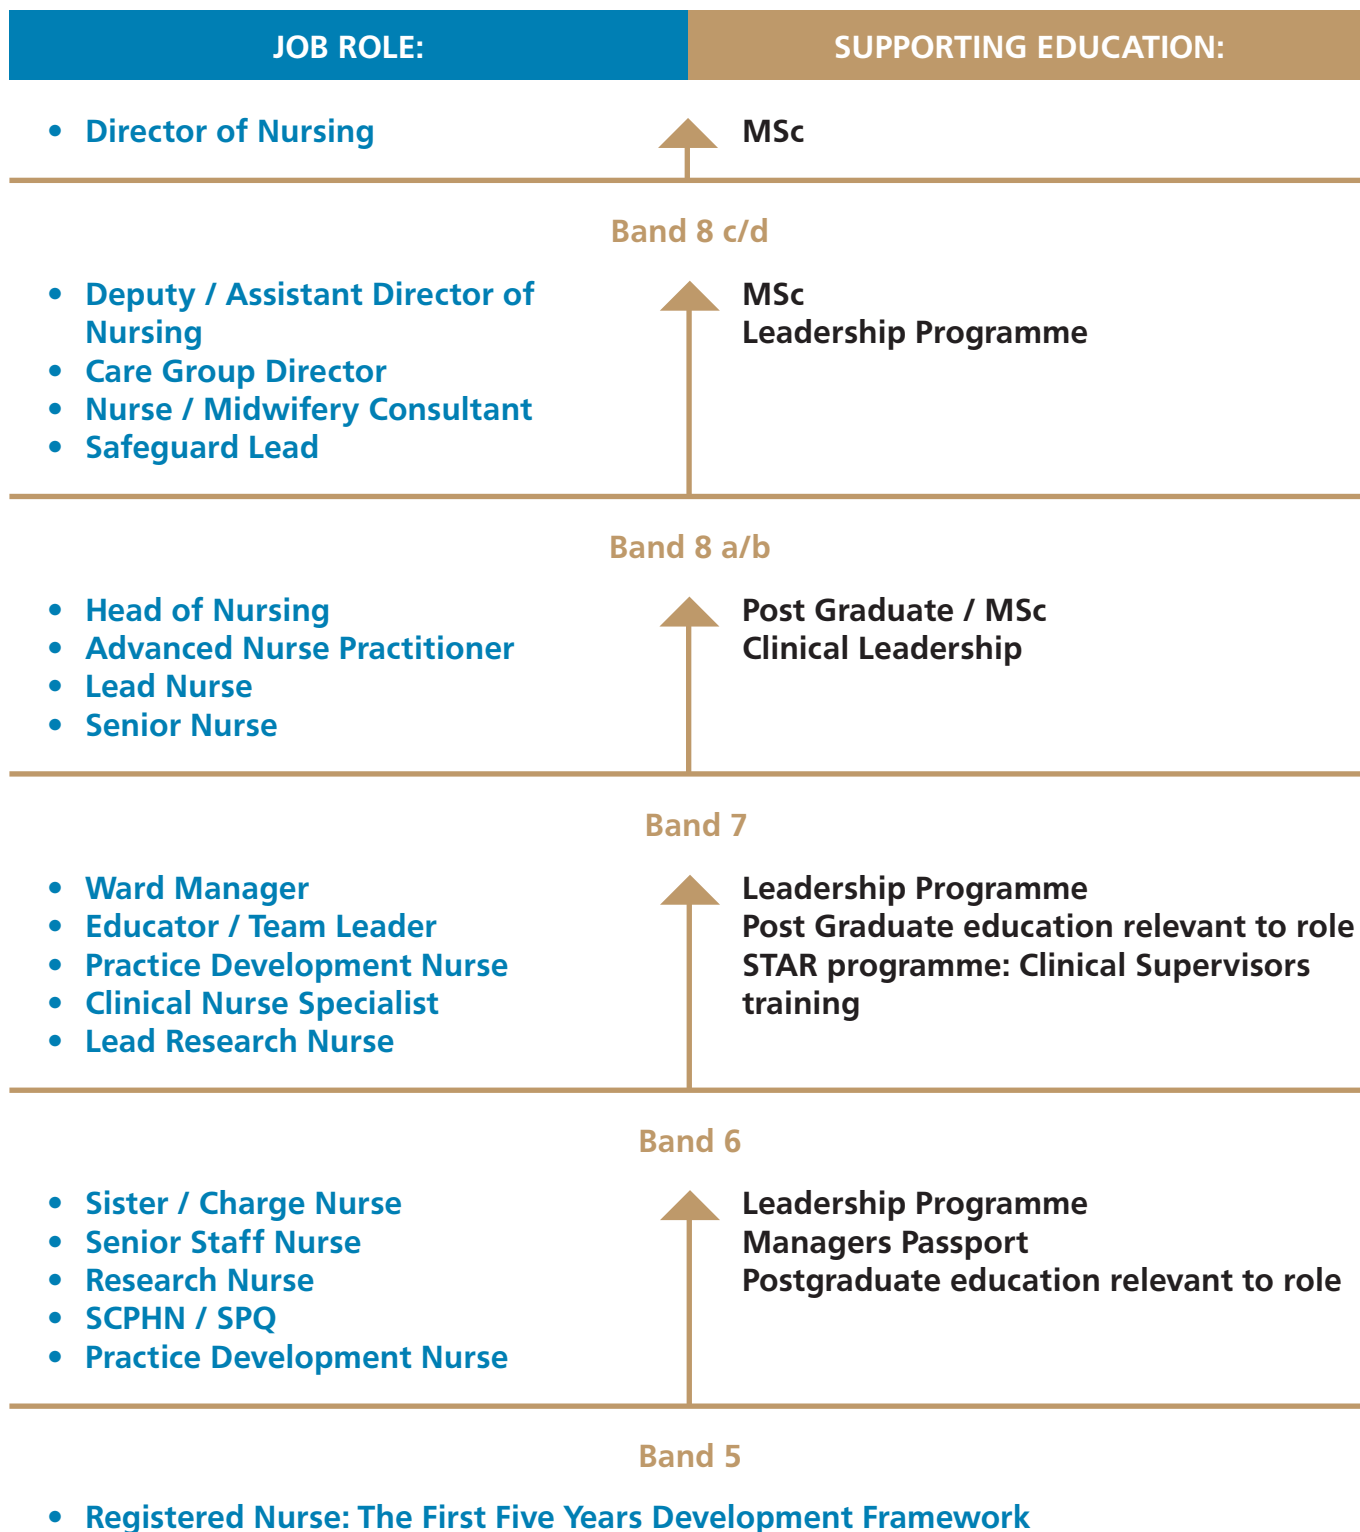 JOB ROLE:
SUPPORTING EDUCATION:
• Director of Nursing
MSc
Band 8 c/d
• Deputy / Assistant Director of
Nursing
• Care Group Director
• Nurse / Midwifery Consultant
• Safeguard Lead
MSc
Leadership Programme
Band 8 a/b
• Head of Nursing
• Advanced Nurse Practitioner
• Lead Nurse
• Senior Nurse
Post Graduate / MSc
Clinical Leadership
Band 7
• Ward Manager
• Educator / Team Leader
• Practice Development Nurse
• Clinical Nurse Specialist
• Lead Research Nurse
Leadership Programme
Post Graduate education relevant to role
STAR programme: Clinical Supervisors
training
Band 6
• Sister / Charge Nurse
• Senior Staff Nurse
• Research Nurse
• SCPHN / SPQ
• Practice Development Nurse
Leadership Programme
Managers Passport
Postgraduate education relevant to role
Band 5
• Registered Nurse: The First Five Years Development Framework